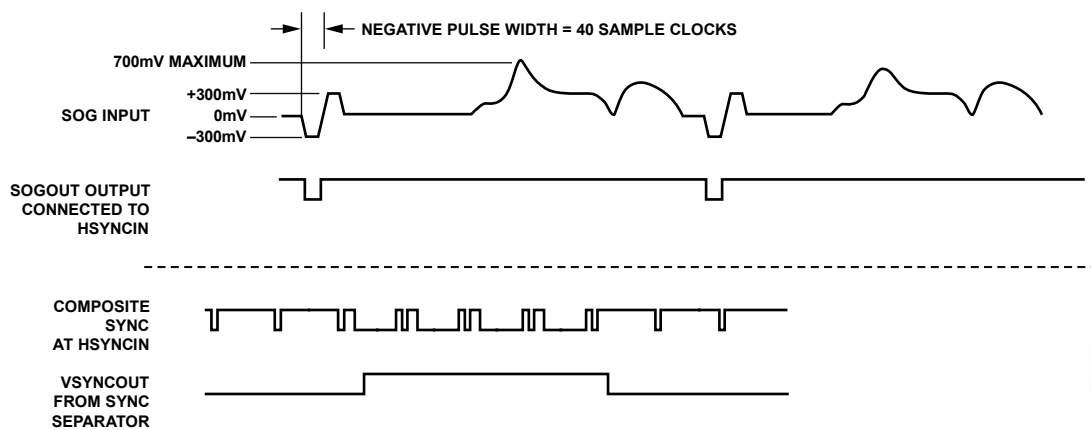 NEGATIVE PULSE WIDTH = 40 SAMPLE CLOCKS
700mV MAXIMUM
+300mV
SOG INPUT
0mV
–300mV
SOGOUT OUTPUT
CONNECTED TO
HSYNCIN
COMPOSITE
SYNC
AT HSYNCIN
VSYNCOUT
FROM SYNC
SEPARATOR